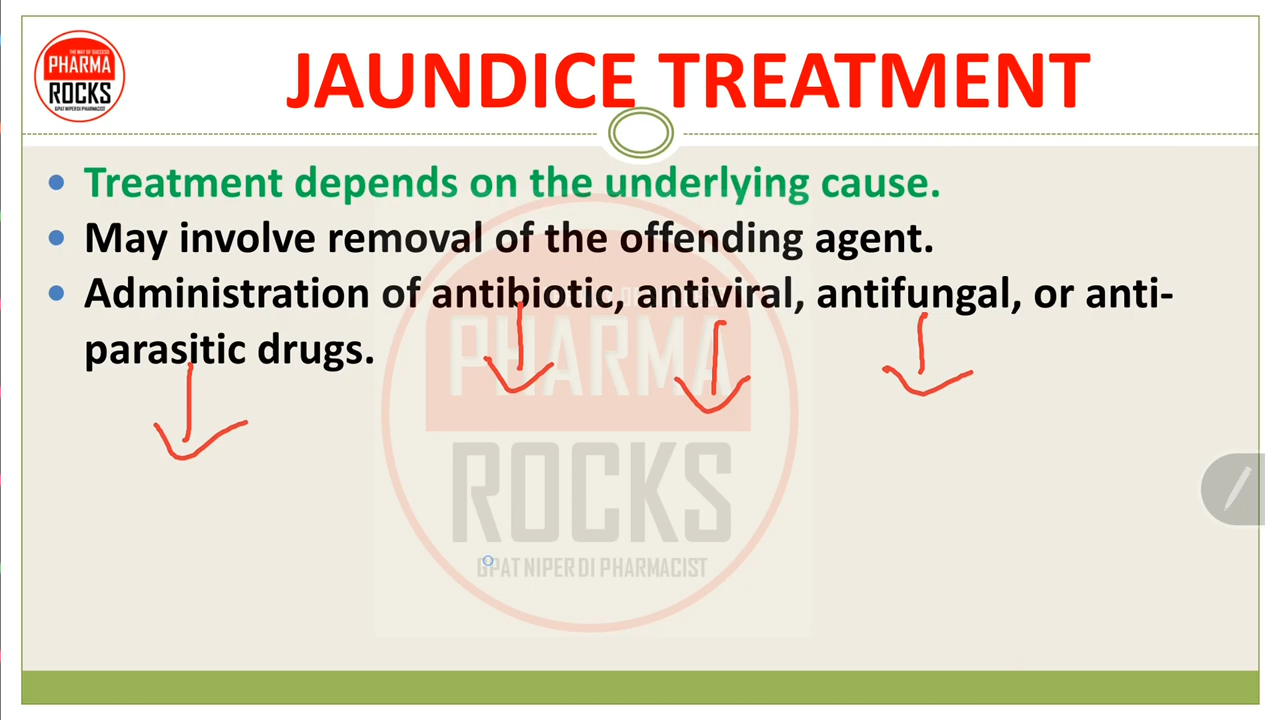 THE WAY OF SUCCESS
PHARMA
ROCKS
GPAT NIPER DI PHARMACIST
JAUNDICE TREATMENT
• Treatment depends on the underlying cause.
• May involve removal of the offending agent.
• Administration of antibiotic, antiviral, antifungal, or anti-
parasitic drugs.
PHARMA
ROCKS
GPAT NIPER DI PHARMACIST